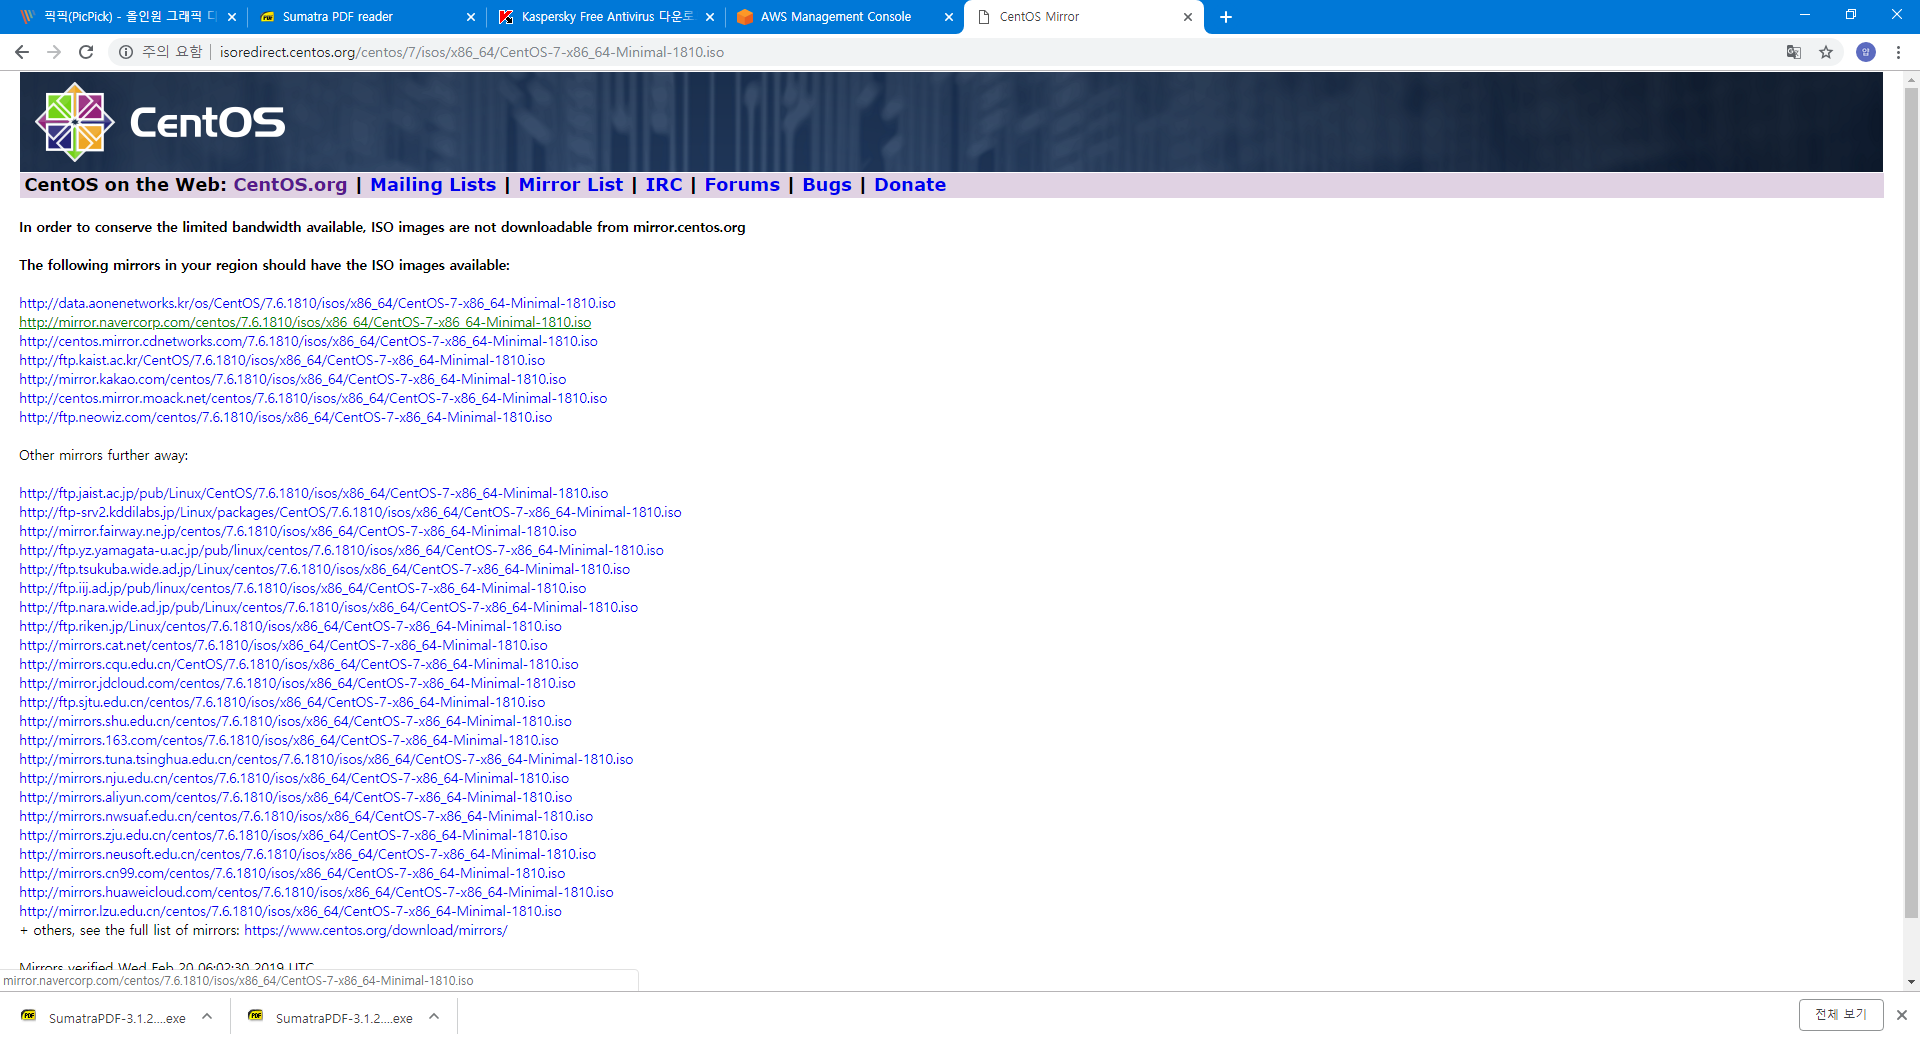 픽픽(PicPick) - 올인원 그래픽 디
Sumatra PDF reader
Kaspersky Free Antivirus 다운로
AWS Management Console
CentOS Mirror
주의 요함
isoredirect.centos.org/centos/7/isos/x86_64/CentOS-7-x86_64-Minimal-1810.iso
CentOS
CentOS on the Web: CentOS.org | Mailing Lists | Mirror List | IRC | Forums | Bugs | Donate
In order to conserve the limited bandwidth available, ISO images are not downloadable from mirror.centos.org
The following mirrors in your region should have the ISO images available:
http://data.aonenetworks.kr/os/CentOS/7.6.1810/isos/x86_64/CentOS-7-x86_64-Minimal-1810.iso
http://mirror.navercorp.com/centos/7.6.1810/isos/x86_64/CentOS-7-x86_64-Minimal-1810.iso
http://centos.mirror.cdnetworks.com/7.6.1810/isos/x86_64/CentOS-7-x86_64-Minimal-1810.iso
http://ftp.kaist.ac.kr/CentOS/7.6.1810/isos/x86_64/CentOS-7-x86_64-Minimal-1810.iso
http://mirror.kakao.com/centos/7.6.1810/isos/x86_64/CentOS-7-x86_64-Minimal-1810.iso
http://centos.mirror.moack.net/centos/7.6.1810/isos/x86_64/CentOS-7-x86_64-Minimal-1810.iso
http://ftp.neowiz.com/centos/7.6.1810/isos/x86_64/CentOS-7-x86_64-Minimal-1810.iso
Other mirrors further away:
http://ftp.jaist.ac.jp/pub/Linux/CentOS/7.6.1810/isos/x86_64/CentOS-7-x86_64-Minimal-1810.iso
http://ftp-srv2.kddilabs.jp/Linux/packages/CentOS/7.6.1810/isos/x86_64/CentOS-7-x86_64-Minimal-1810.iso
http://mirror.fairway.ne.jp/centos/7.6.1810/isos/x86_64/CentOS-7-x86_64-Minimal-1810.iso
http://ftp.yz.yamagata-u.ac.jp/pub/linux/centos/7.6.1810/isos/x86_64/CentOS-7-x86_64-Minimal-1810.iso
http://ftp.tsukuba.wide.ad.jp/Linux/centos/7.6.1810/isos/x86_64/CentOS-7-x86_64-Minimal-1810.iso
http://ftp.iij.ad.jp/pub/linux/centos/7.6.1810/isos/x86_64/CentOS-7-x86_64-Minimal-1810.iso
http://ftp.nara.wide.ad.jp/pub/Linux/centos/7.6.1810/isos/x86_64/CentOS-7-x86_64-Minimal-1810.iso
http://ftp.riken.jp/Linux/centos/7.6.1810/isos/x86_64/CentOS-7-x86_64-Minimal-1810.iso
http://mirrors.cat.net/centos/7.6.1810/isos/x86_64/CentOS-7-x86_64-Minimal-1810.iso
http://mirrors.cqu.edu.cn/CentOS/7.6.1810/isos/x86_64/CentOS-7-x86_64-Minimal-1810.iso
http://mirror.jdcloud.com/centos/7.6.1810/isos/x86_64/CentOS-7-x86_64-Minimal-1810.iso
http://ftp.sjtu.edu.cn/centos/7.6.1810/isos/x86_64/CentOS-7-x86_64-Minimal-1810.iso
http://mirrors.shu.edu.cn/centos/7.6.1810/isos/x86_64/CentOS-7-x86_64-Minimal-1810.iso
http://mirrors.163.com/centos/7.6.1810/isos/x86_64/CentOS-7-x86_64-Minimal-1810.iso
http://mirrors.tuna.tsinghua.edu.cn/centos/7.6.1810/isos/x86_64/CentOS-7-x86_64-Minimal-1810.iso
http://mirrors.nju.edu.cn/centos/7.6.1810/isos/x86_64/CentOS-7-x86_64-Minimal-1810.iso
http://mirrors.aliyun.com/centos/7.6.1810/isos/x86_64/CentOS-7-x86_64-Minimal-1810.iso
http://mirrors.nwsuaf.edu.cn/centos/7.6.1810/isos/x86_64/CentOS-7-x86_64-Minimal-1810.iso
http://mirrors.zju.edu.cn/centos/7.6.1810/isos/x86_64/CentOS-7-x86_64-Minimal-1810.iso
http://mirrors.neusoft.edu.cn/centos/7.6.1810/isos/x86_64/CentOS-7-x86_64-Minimal-1810.iso
http://mirrors.cn99.com/centos/7.6.1810/isos/x86_64/CentOS-7-x86_64-Minimal-1810.iso
http://mirrors.huaweicloud.com/centos/7.6.1810/isos/x86_64/CentOS-7-x86_64-Minimal-1810.iso
http://mirror.lzu.edu.cn/centos/7.6.1810/isos/x86_64/CentOS-7-x86_64-Minimal-1810.iso
+ others, see the full list of mirrors: https://www.centos.org/download/mirrors/
Mirrors verified Wed Feb 20 06:02:30 2019 UTC
mirror.navercorp.com/centos/7.6.1810/isos/x86_64/CentOS-7-x86_64-Minimal-1810.iso
SumatraPDF-3.1.2....exe
SumatraPDF-3.1.2....exe
전체 보기